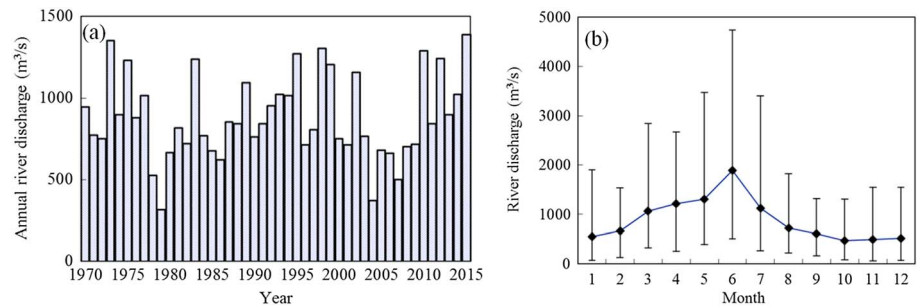 (a)
Annual river discharge (m³/s)
1500
1000
500
0
1970 1975 1980 1985 1990 1995 2000 2005 2010 2015
Year
(b)
River discharge (m³/s)
5000
4000
3000
2000
1000
0
1 2 3 4 5 6 7 8 9 10 11 12
Month